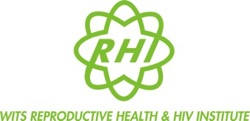 RHI
WITS REPRODUCTIVE HEALTH & HIV INSTITUTE